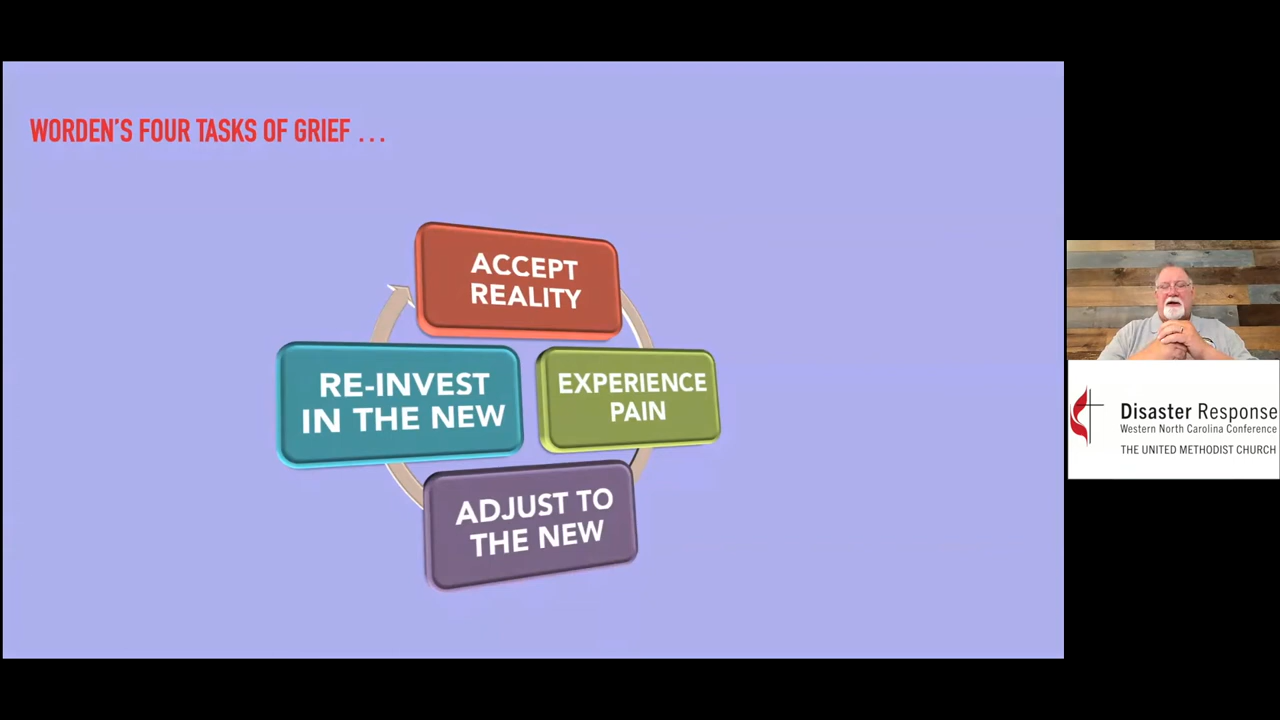 WORDEN'S FOUR TASKS OF GRIEF ...
ACCEPT
REALITY
EXPERIENCE
PAIN
ADJUST TO
THE NEW
RE-INVEST
IN THE NEW
Disaster Response
Western North Carolina Conference
THE UNITED METHODIST CHURCH